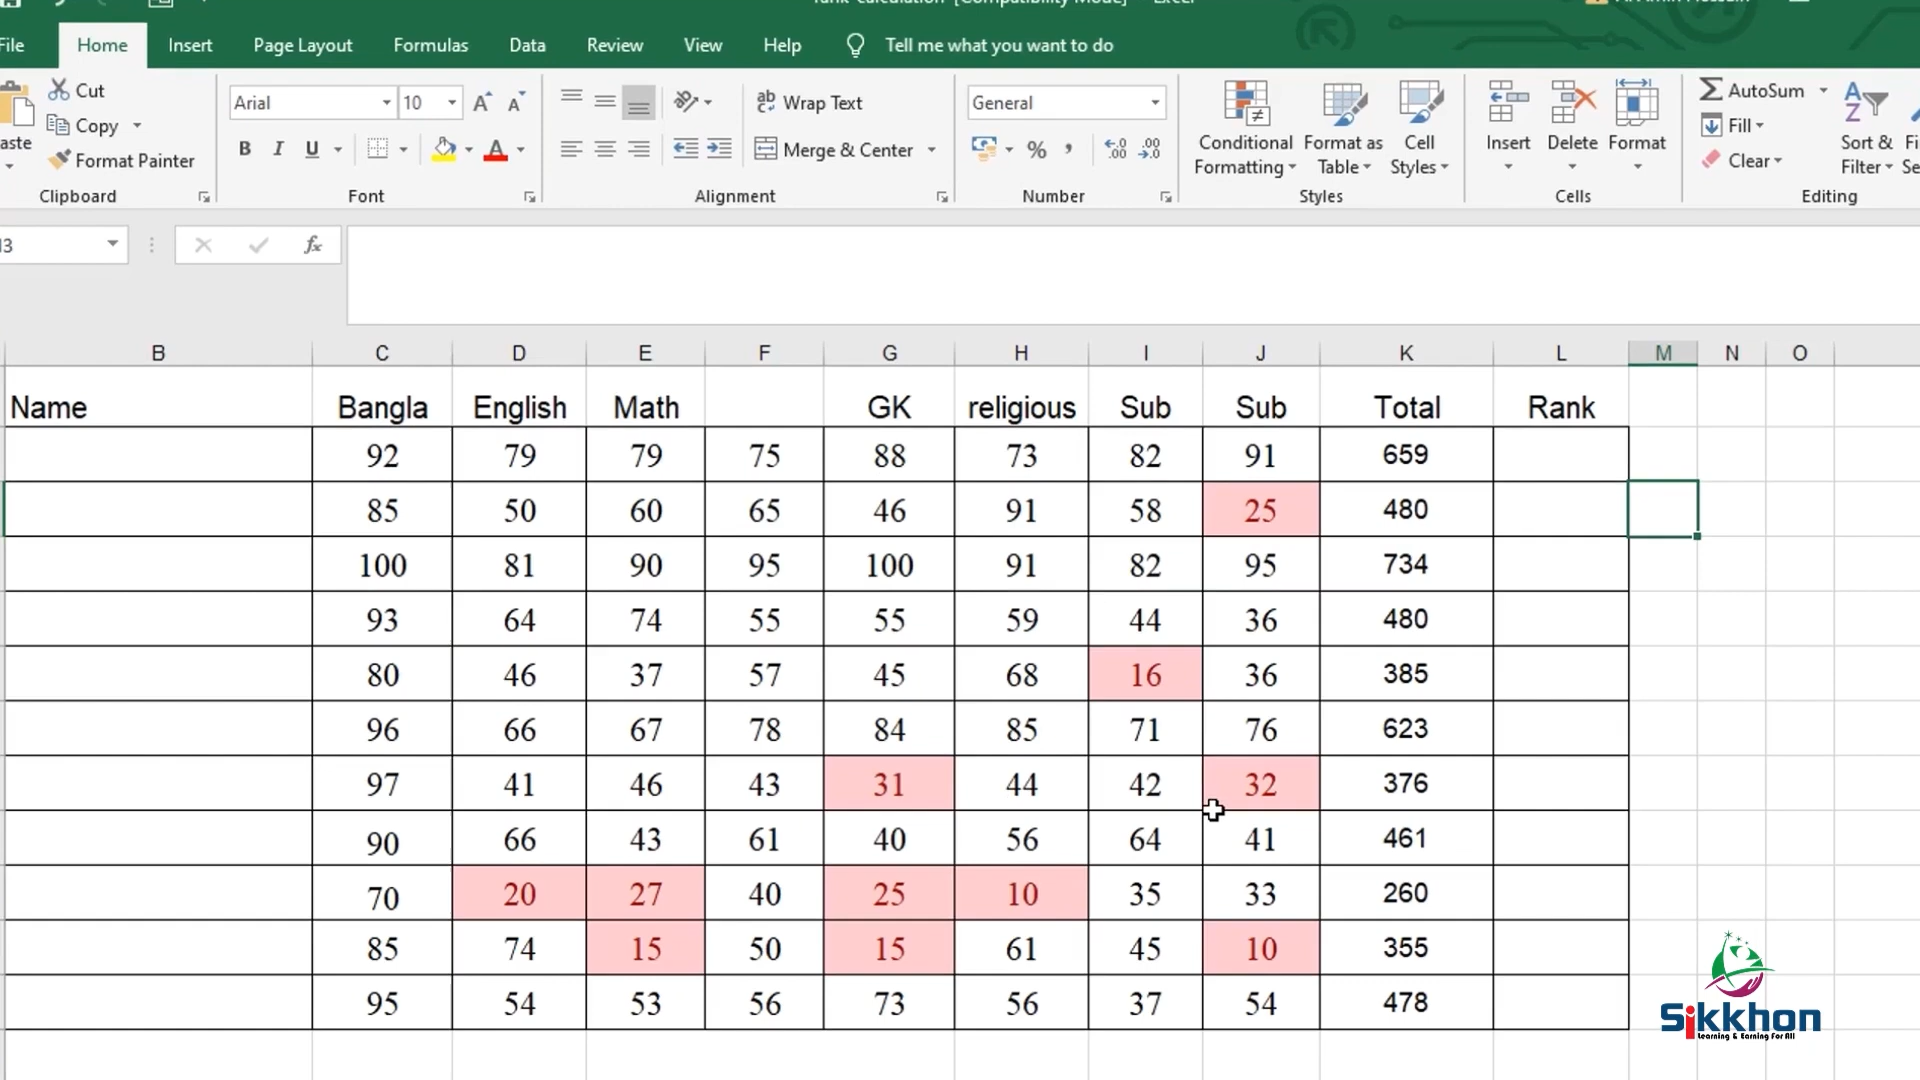 File Home Insert Page Layout Formulas Data Review View Help Tell me what you want to do
Cut
Copy
Format Painter
Clipboard
Arial 10
B I U
Font
Wrap Text
Merge & Center
Alignment
General
%
Number
Conditional Formatting
Format as Table
Cell Styles
Styles
Insert
Delete
Format
Cells
AutoSum
Fill
Clear
Sort & Filter
Editing
fx
B C D E F G H I J K L M N O
Name Bangla English Math GK religious Sub Sub Total Rank
92 79 79 75 88 73 82 91 659
85 50 60 65 46 91 58 25 480
100 81 90 95 100 91 82 95 734
93 64 74 55 55 59 44 36 480
80 46 37 57 45 68 16 36 385
96 66 67 78 84 85 71 76 623
97 41 46 43 31 44 42 32 376
90 66 43 61 40 56 64 41 461
70 20 27 40 25 10 35 33 260
85 74 15 50 15 61 45 10 355
95 54 53 56 73 56 37 54 478
Sikkhon
Learning & Earning For All